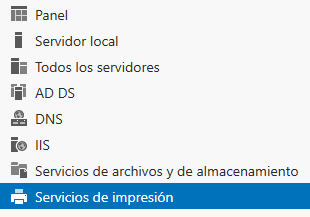 Panel
Servidor local
Todos los servidores
AD DS
DNS
IIS
Servicios de archivos y de almacenamiento
Servicios de impresión